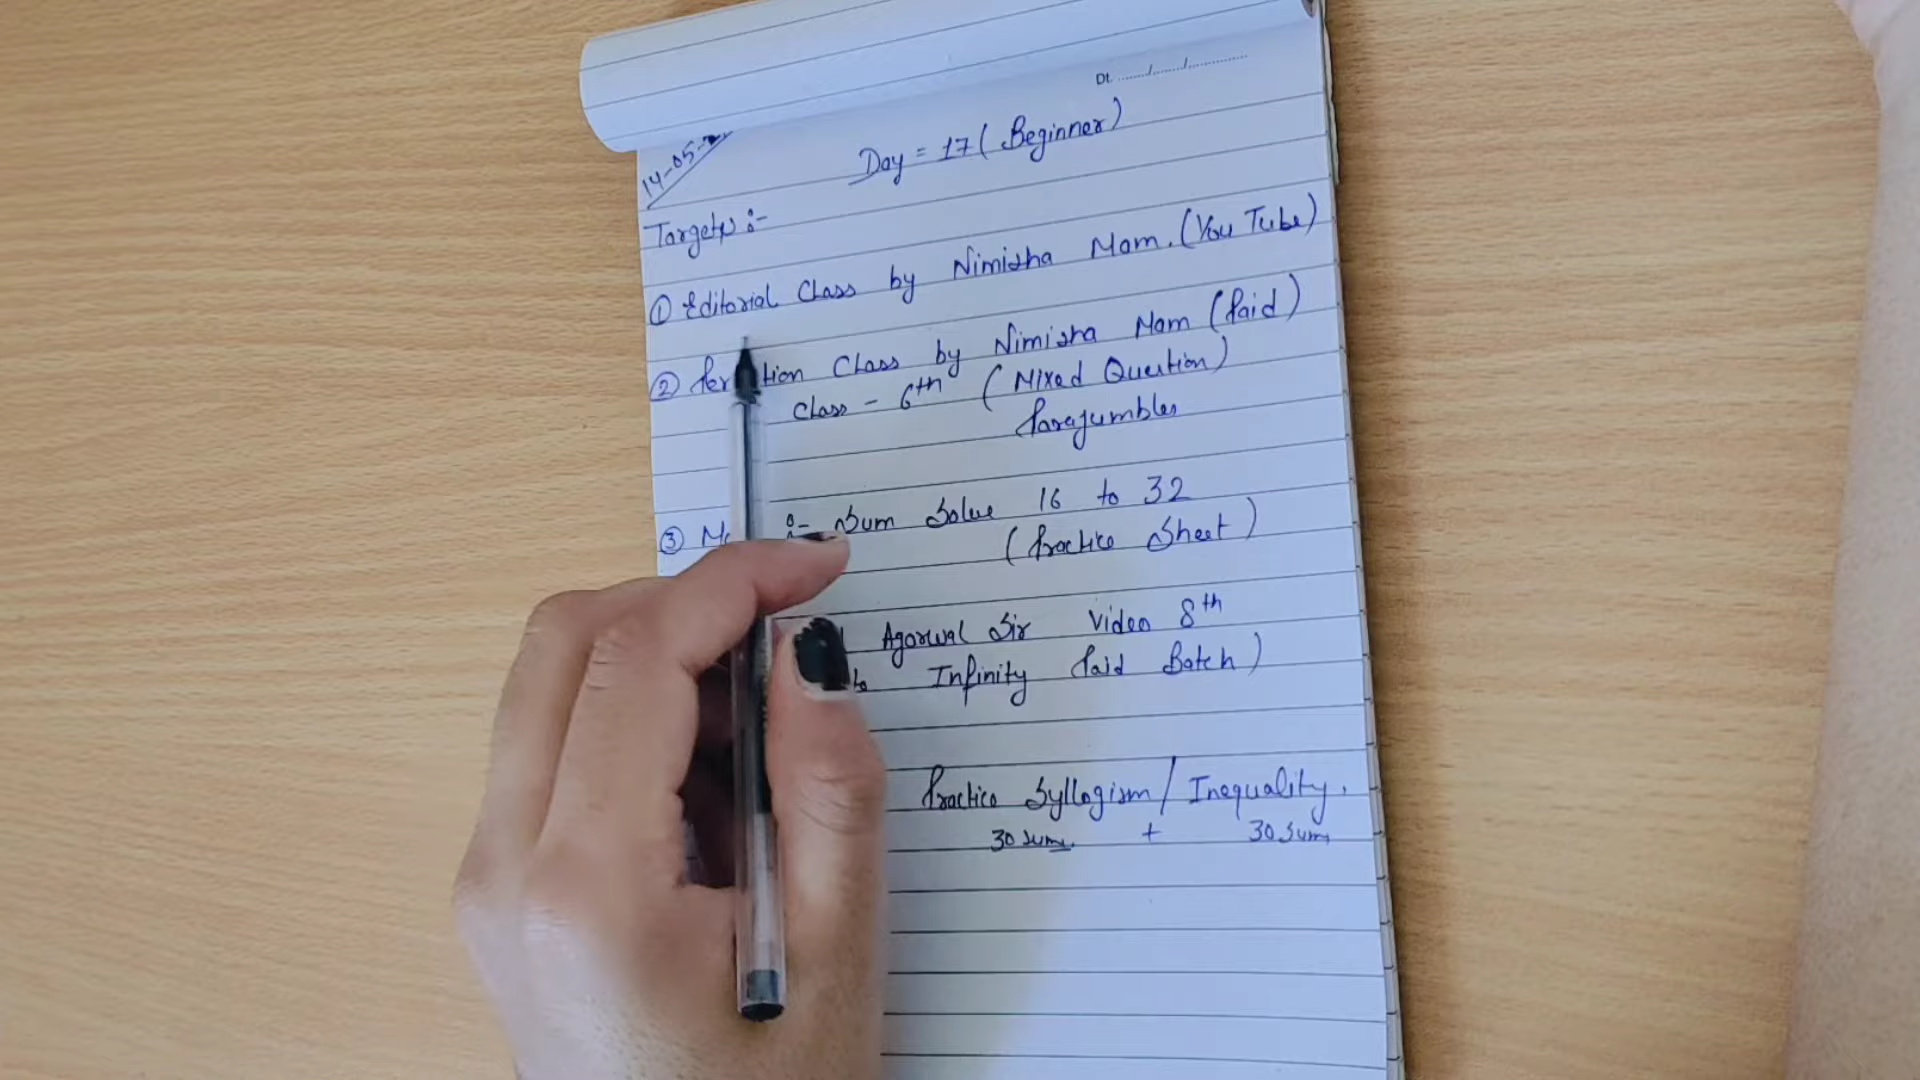 Dt. ......../......../..............
14-05-
Day = 17 (Beginner)
Targets :-
① Editorial Class by Nimisha Mam. (You Tube)
② Class by Nimisha Mam (Paid)
Class - 6th (Mixed Question)
Parajumbles
③ :- Sum Solve 16 to 32
(Practice Sheet)
Agarwal Sir Video 8th
Infinity Paid Batch)
Practice Syllogism / Inequality.
30 Sums. + 30 Sums